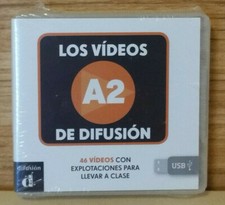 LOS VÍDEOS
A2
DE DIFUSIÓN
46 VÍDEOS CON
EXPLOTACIONES PARA
LLEVAR A CLASE
USB
difusión